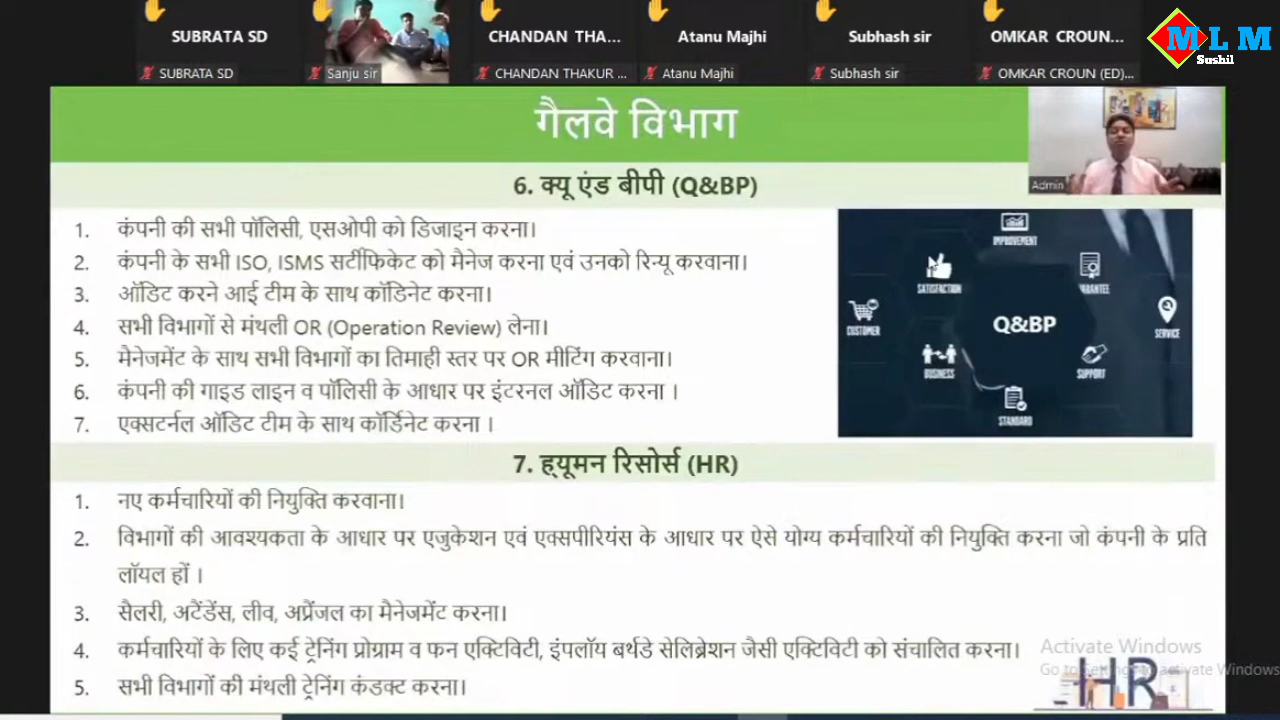 SUBRATA SD
CHANDAN THA...
Atanu Majhi
Subhash sir
OMKAR CROUN...
MLM
Sushil
SUBRATA SD
Sanju sir
CHANDAN THAKUR ...
Atanu Majhi
Subhash sir
OMKAR CROUN (ED)...
गैलवे विभाग
Admin
6. क्यू एंड बीपी (Q&BP)
1. कंपनी की सभी पॉलिसी, एसओपी को डिजाइन करना।
2. कंपनी के सभी ISO, ISMS सर्टीफिकेट को मैनेज करना एवं उनको रिन्यू करवाना।
3. ऑडिट करने आई टीम के साथ कॉडिनेट करना।
4. सभी विभागों से मंथली OR (Operation Review) लेना।
5. मैनेजमेंट के साथ सभी विभागों का तिमाही स्तर पर OR मीटिंग करवाना।
6. कंपनी की गाइड लाइन व पॉलिसी के आधार पर इंटरनल ऑडिट करना ।
7. एक्सटर्नल ऑडिट टीम के साथ कॉर्डिनेट करना ।
IMPROVEMENT
SATISFACTION
UARANTEE
CUSTOMER
Q&BP
SERVICE
BUSINESS
SUPPORT
STANDARD
7. ह्यूमन रिसोर्स (HR)
1. नए कर्मचारियों की नियुक्ति करवाना।
2. विभागों की आवश्यकता के आधार पर एजुकेशन एवं एक्सपीरियंस के आधार पर ऐसे योग्य कर्मचारियों की नियुक्ति करना जो कंपनी के प्रति
लॉयल हों ।
3. सैलरी, अटैंडेंस, लीव, अप्रैंजल का मैनेजमेंट करना।
4. कर्मचारियों के लिए कई ट्रेनिंग प्रोग्राम व फन एक्टिविटी, इंपलॉय बर्थडे सेलिब्रेशन जैसी एक्टिविटी को संचालित करना।
5. सभी विभागों की मंथली ट्रेनिंग कंडक्ट करना।
Activate Windows
Go to Settings to activate Windows
HR